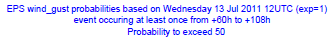 EPS wind_gust probabilities based on Wednesday 13 Jul 2011 12UTC (exp=1)
event occuring at least once from +60h to +108h
Probability to exceed 50